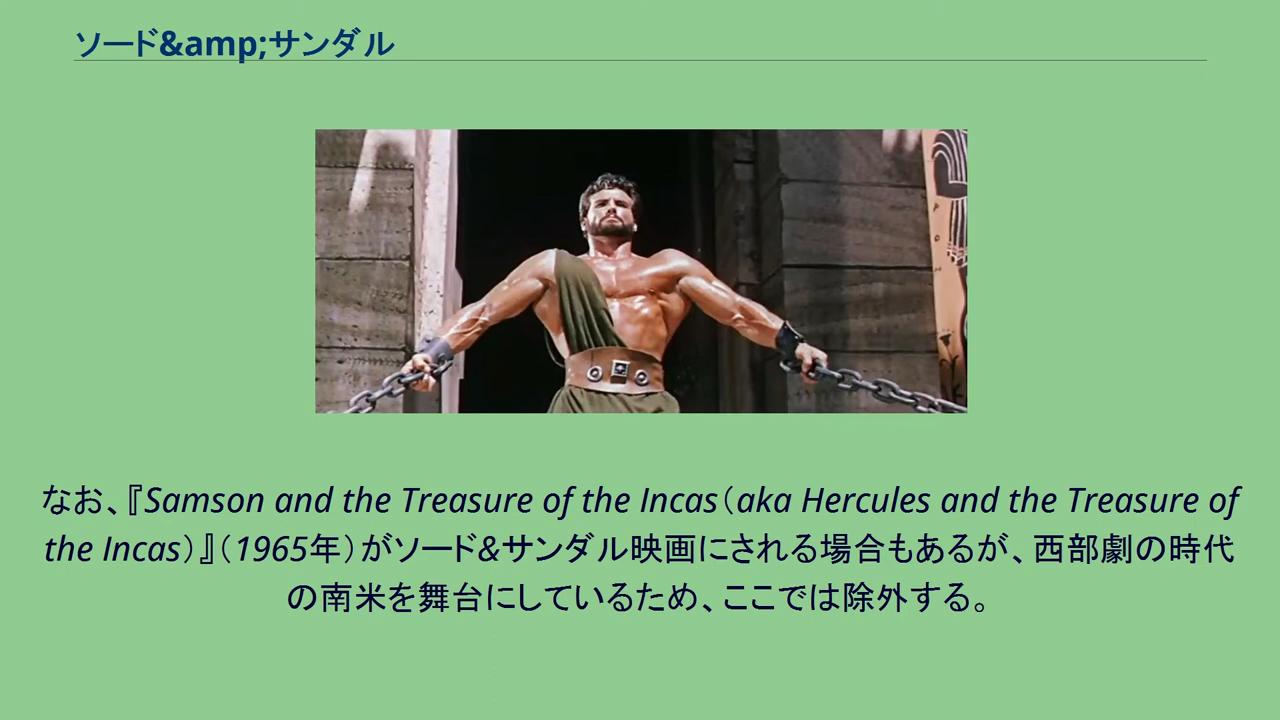 ソード&amp;サンダル
なお、『Samson and the Treasure of the Incas（aka Hercules and the Treasure of
the Incas）』（1965年）がソード&サンダル映画にされる場合もあるが、西部劇の時代
の南米を舞台にしているため、ここでは除外する。